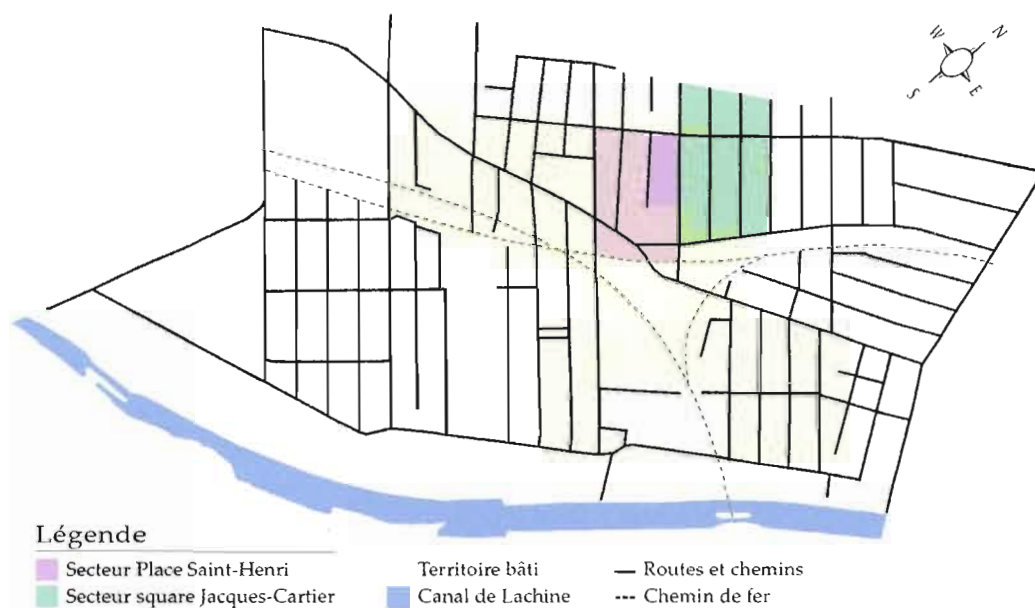 W N
S E
Légende
Secteur Place Saint-Henri
Secteur square Jacques-Cartier
Territoire bâti
Canal de Lachine
Routes et chemins
Chemin de fer